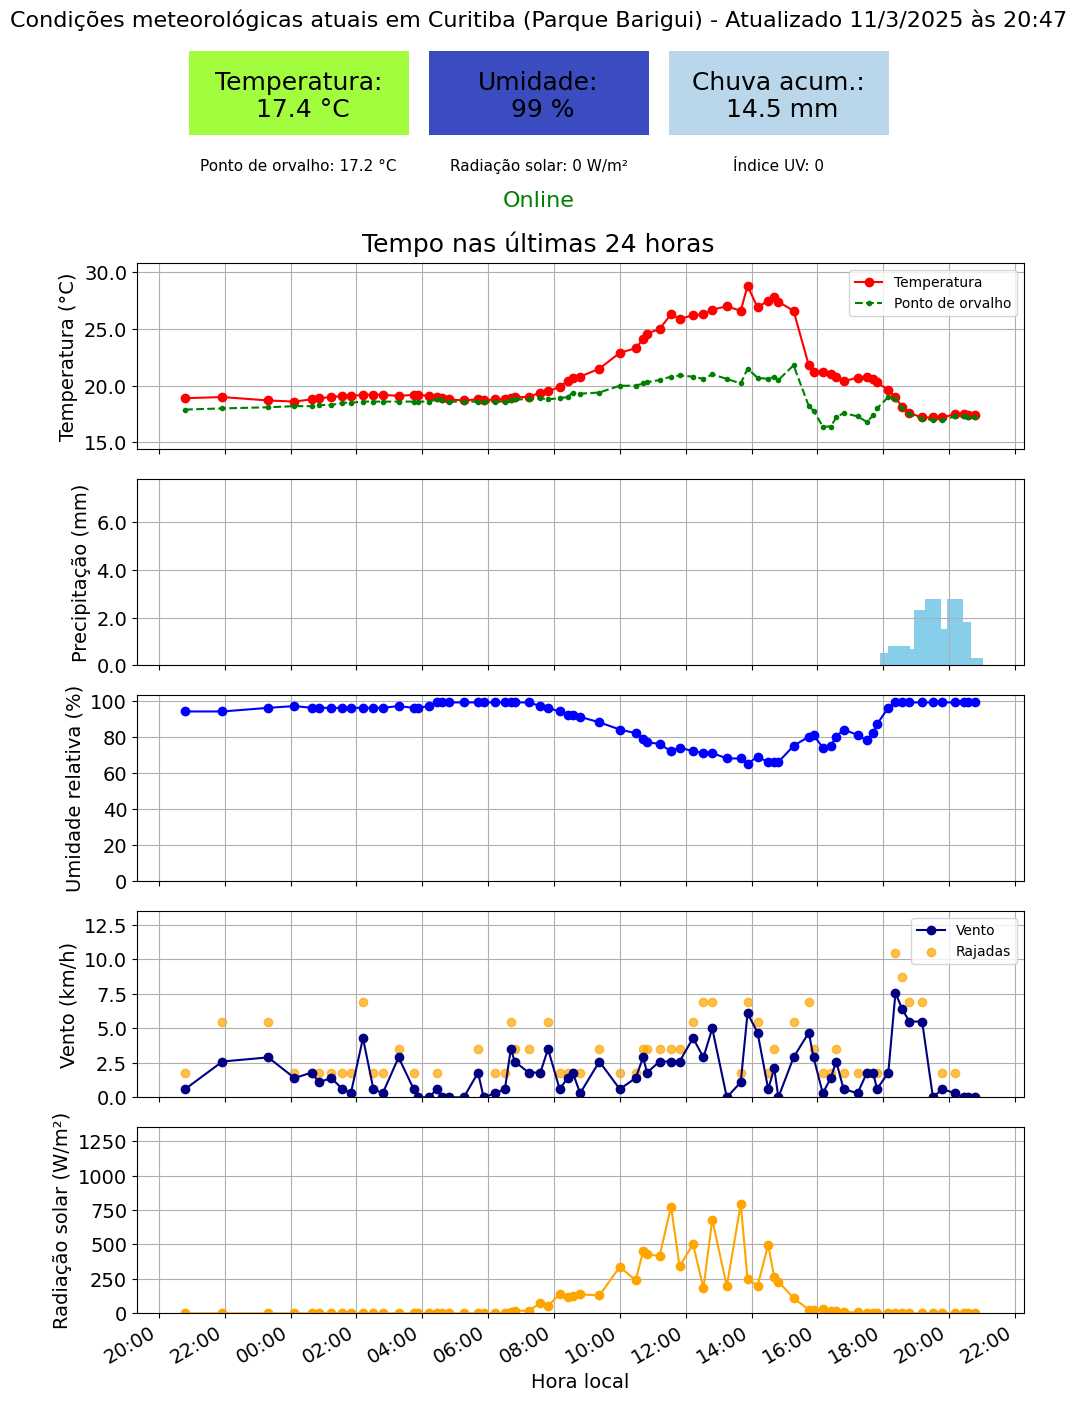 Condições meteorológicas atuais em Curitiba (Parque Barigui) - Atualizado 11/3/2025 às 20:47
Temperatura:
17.4 °C
Umidade:
99 %
Chuva acum.:
14.5 mm
Ponto de orvalho: 17.2 °C
Radiação solar: 0 W/m²
Índice UV: 0
Online
Tempo nas últimas 24 horas
Temperatura (°C)
30.0
25.0
20.0
15.0
Temperatura
Ponto de orvalho
Precipitação (mm)
6.0
4.0
2.0
0.0
Umidade relativa (%)
100
80
60
40
20
0
Vento (km/h)
12.5
10.0
7.5
5.0
2.5
0.0
Vento
Rajadas
Radiação solar (W/m²)
1250
1000
750
500
250
0
20:00
22:00
00:00
02:00
04:00
06:00
08:00
10:00
12:00
14:00
16:00
18:00
20:00
22:00
Hora local